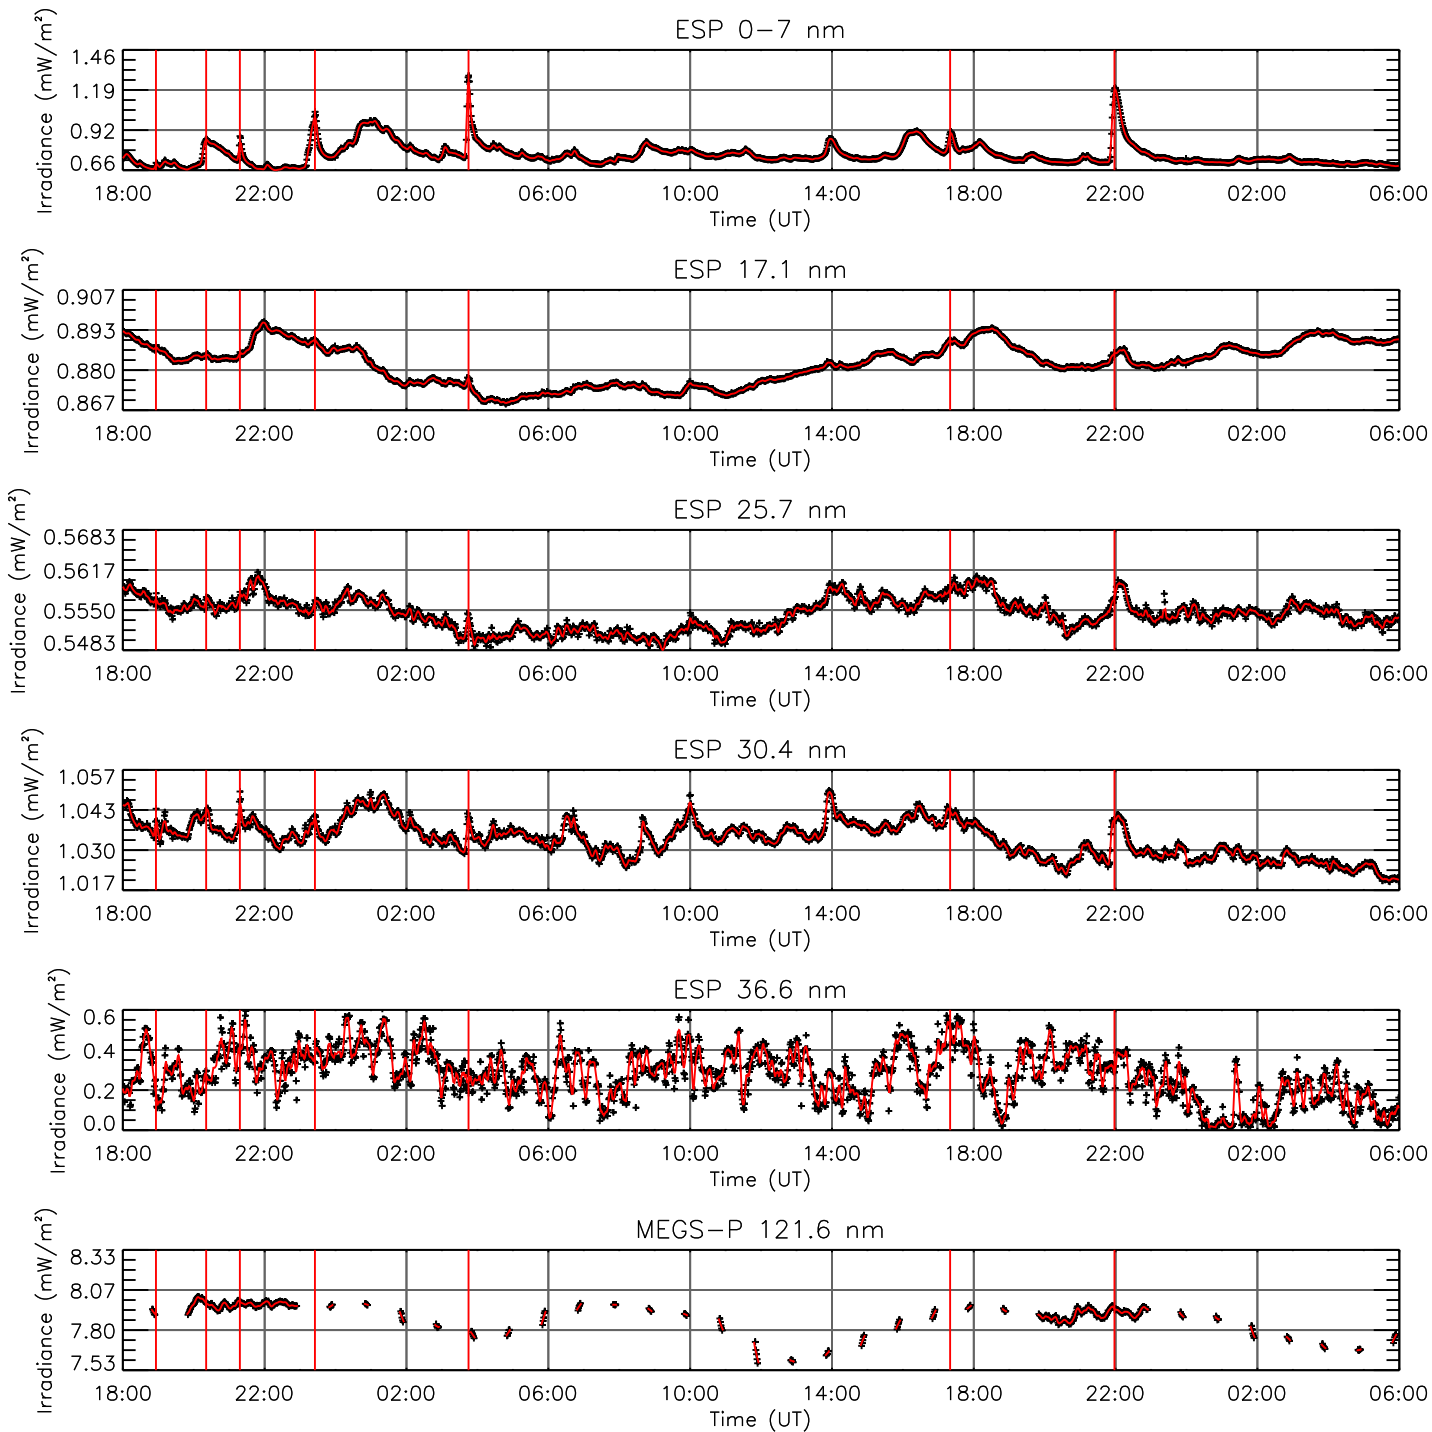 ESP 0-7 nm
Irradiance (mW/m²)
1.46
1.19
0.92
0.66
18:00 22:00 02:00 06:00 10:00 14:00 18:00 22:00 02:00 06:00
Time (UT)
ESP 17.1 nm
Irradiance (mW/m²)
0.907
0.893
0.880
0.867
18:00 22:00 02:00 06:00 10:00 14:00 18:00 22:00 02:00 06:00
Time (UT)
ESP 25.7 nm
Irradiance (mW/m²)
0.5683
0.5617
0.5550
0.5483
18:00 22:00 02:00 06:00 10:00 14:00 18:00 22:00 02:00 06:00
Time (UT)
ESP 30.4 nm
Irradiance (mW/m²)
1.057
1.043
1.030
1.017
18:00 22:00 02:00 06:00 10:00 14:00 18:00 22:00 02:00 06:00
Time (UT)
ESP 36.6 nm
Irradiance (mW/m²)
0.6
0.4
0.2
0.0
18:00 22:00 02:00 06:00 10:00 14:00 18:00 22:00 02:00 06:00
Time (UT)
MEGS-P 121.6 nm
Irradiance (mW/m²)
8.33
8.07
7.80
7.53
18:00 22:00 02:00 06:00 10:00 14:00 18:00 22:00 02:00 06:00
Time (UT)